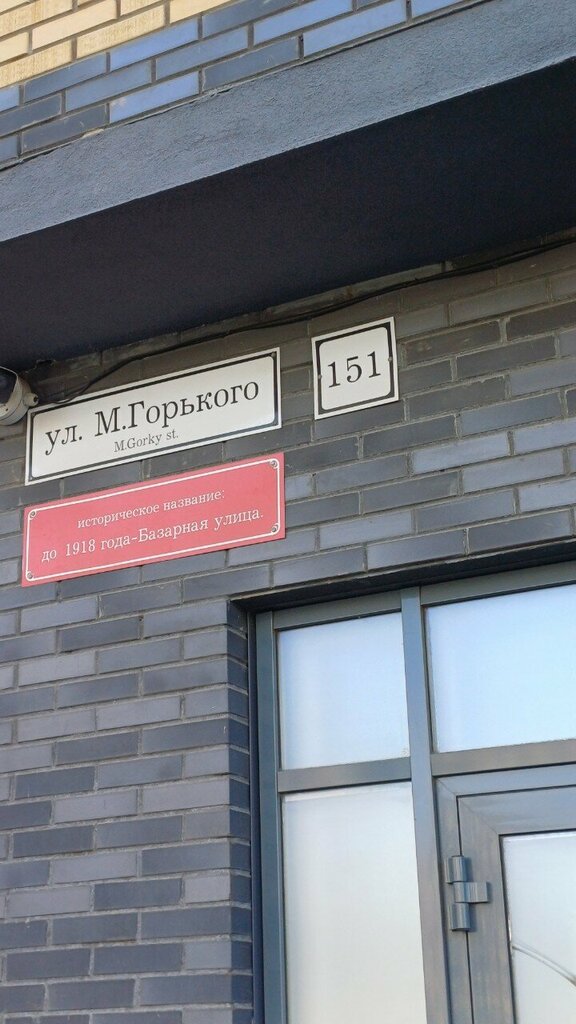 ул. М.Горького
M.Gorky st.
151
историческое название:
до 1918 года-Базарная улица.